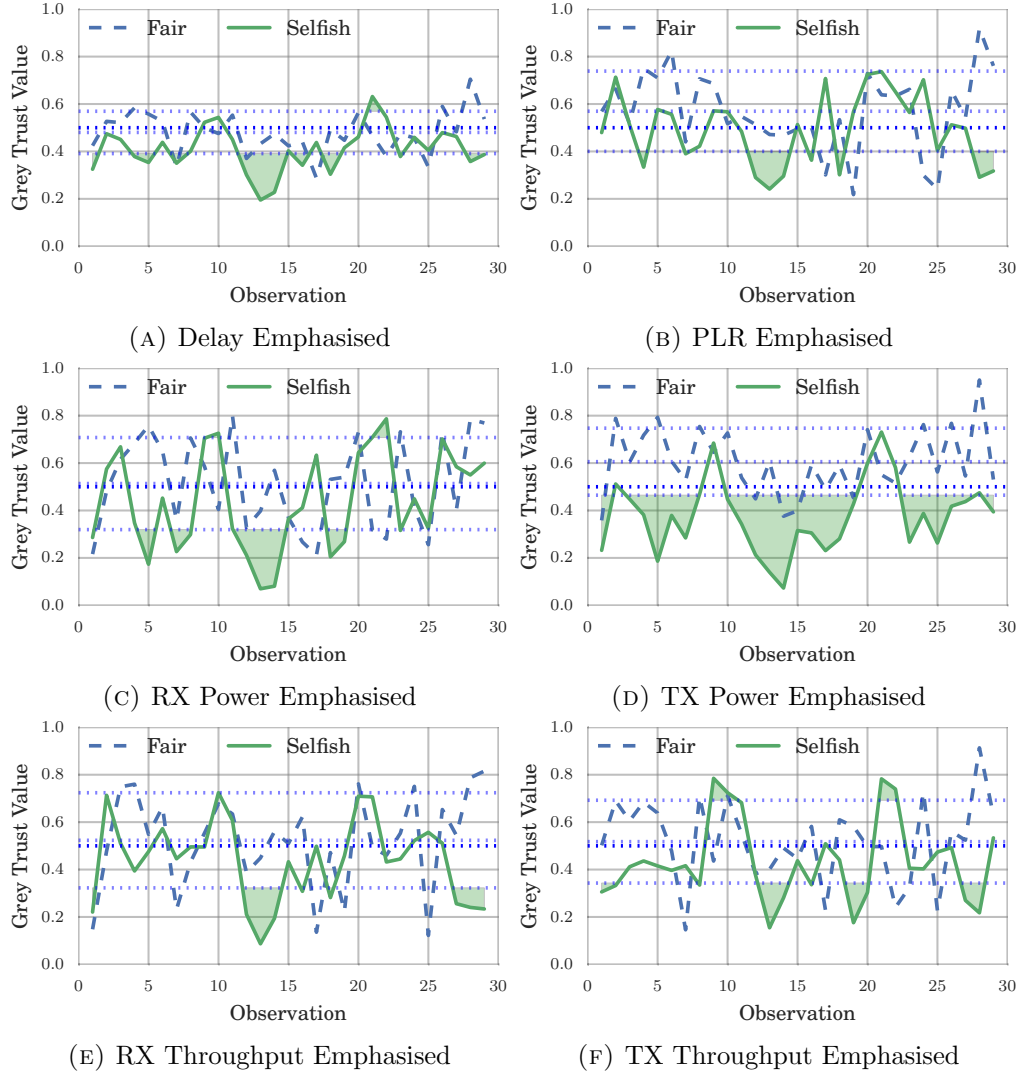 Fair Selfish
Grey Trust Value
1.0
0.8
0.6
0.4
0.2
0.0
0 5 10 15 20 25 30
Observation
(A) Delay Emphasised
Fair Selfish
Grey Trust Value
1.0
0.8
0.6
0.4
0.2
0.0
0 5 10 15 20 25 30
Observation
(B) PLR Emphasised
Fair Selfish
Grey Trust Value
1.0
0.8
0.6
0.4
0.2
0.0
0 5 10 15 20 25 30
Observation
(C) RX Power Emphasised
Fair Selfish
Grey Trust Value
1.0
0.8
0.6
0.4
0.2
0.0
0 5 10 15 20 25 30
Observation
(D) TX Power Emphasised
Fair Selfish
Grey Trust Value
1.0
0.8
0.6
0.4
0.2
0.0
0 5 10 15 20 25 30
Observation
(E) RX Throughput Emphasised
Fair Selfish
Grey Trust Value
1.0
0.8
0.6
0.4
0.2
0.0
0 5 10 15 20 25 30
Observation
(F) TX Throughput Emphasised